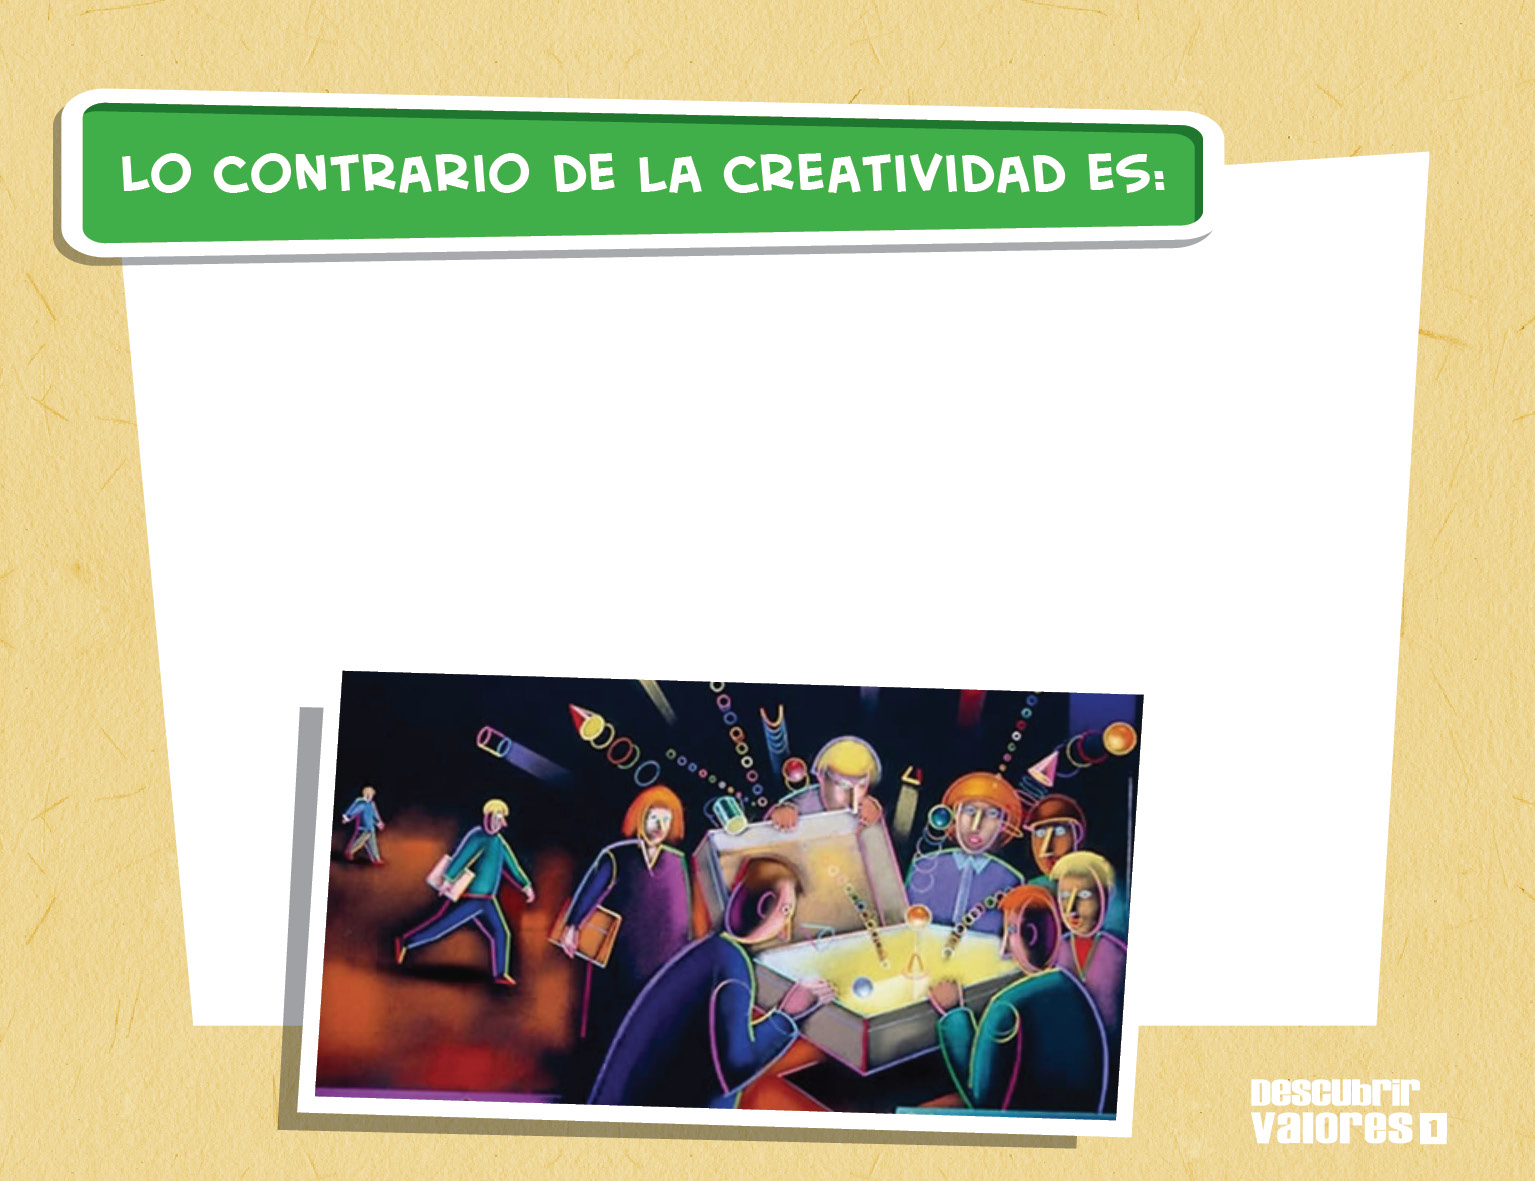 LO CONTRARIO DE LA CREATIVIDAD ES:
DESCUBRIR
VALORES 1